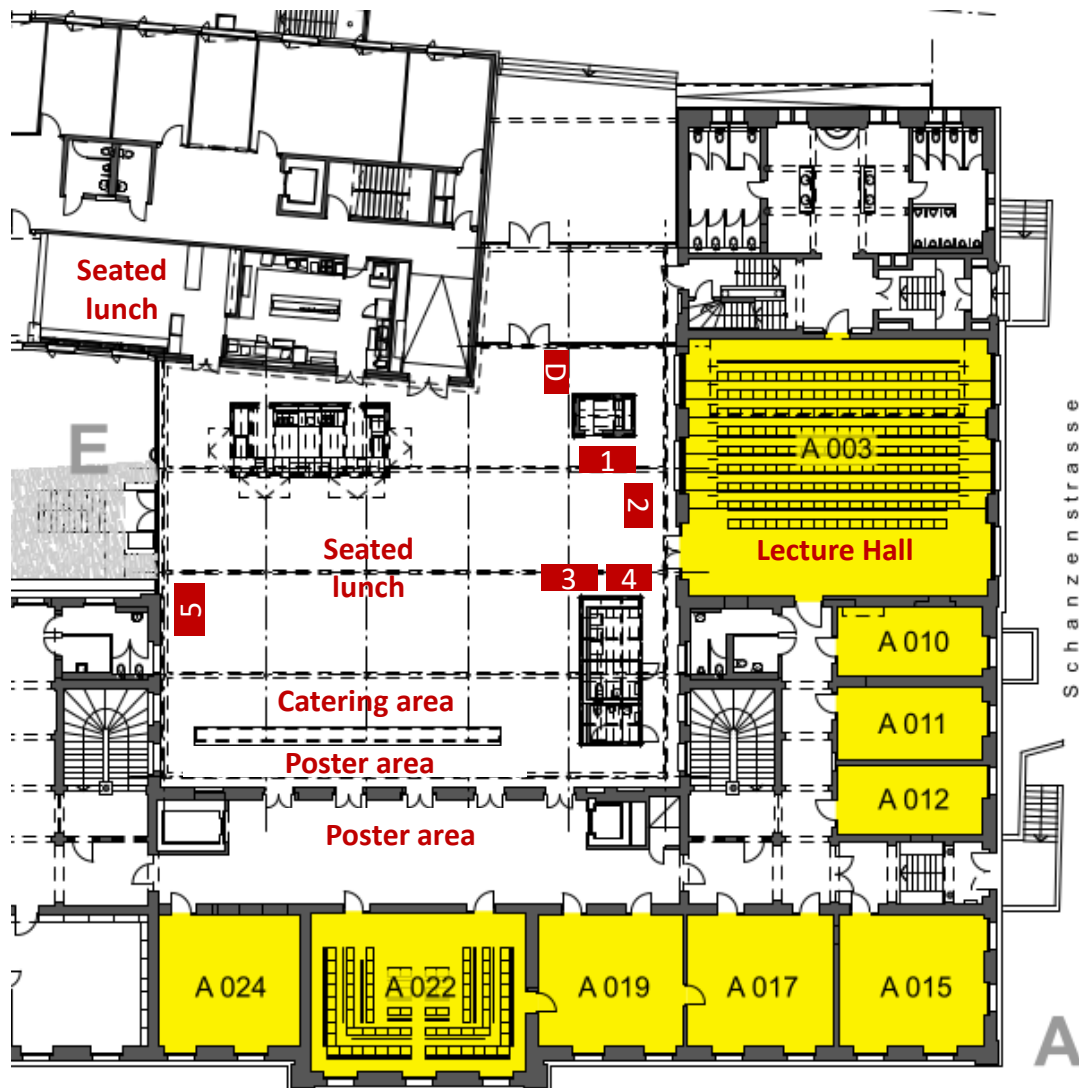 Seated
lunch
D
E
1
A 003
2
Schanzenstrasse
Seated
lunch
Lecture Hall
3
4
5
A 010
Catering area
A 011
Poster area
A 012
Poster area
A 024
A 022
A 019
A 017
A 015
A